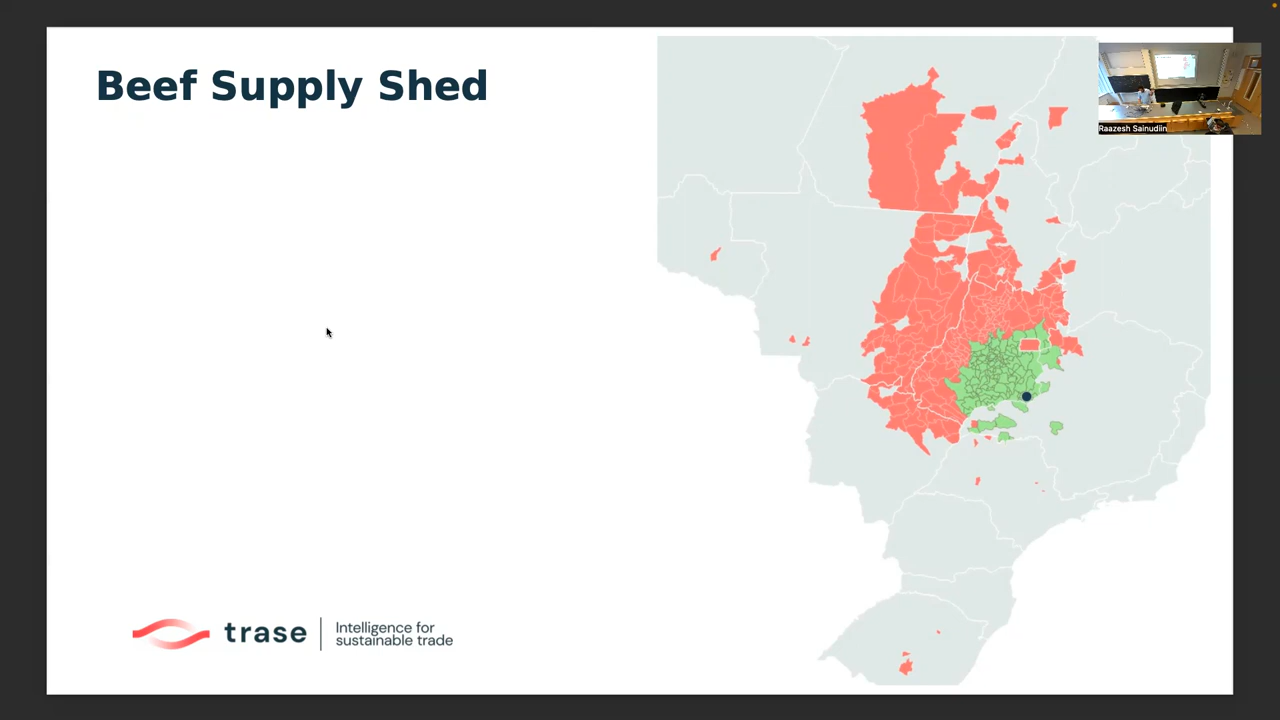 Beef Supply Shed
Raazesh Sainudiin
trase
Intelligence for
sustainable trade